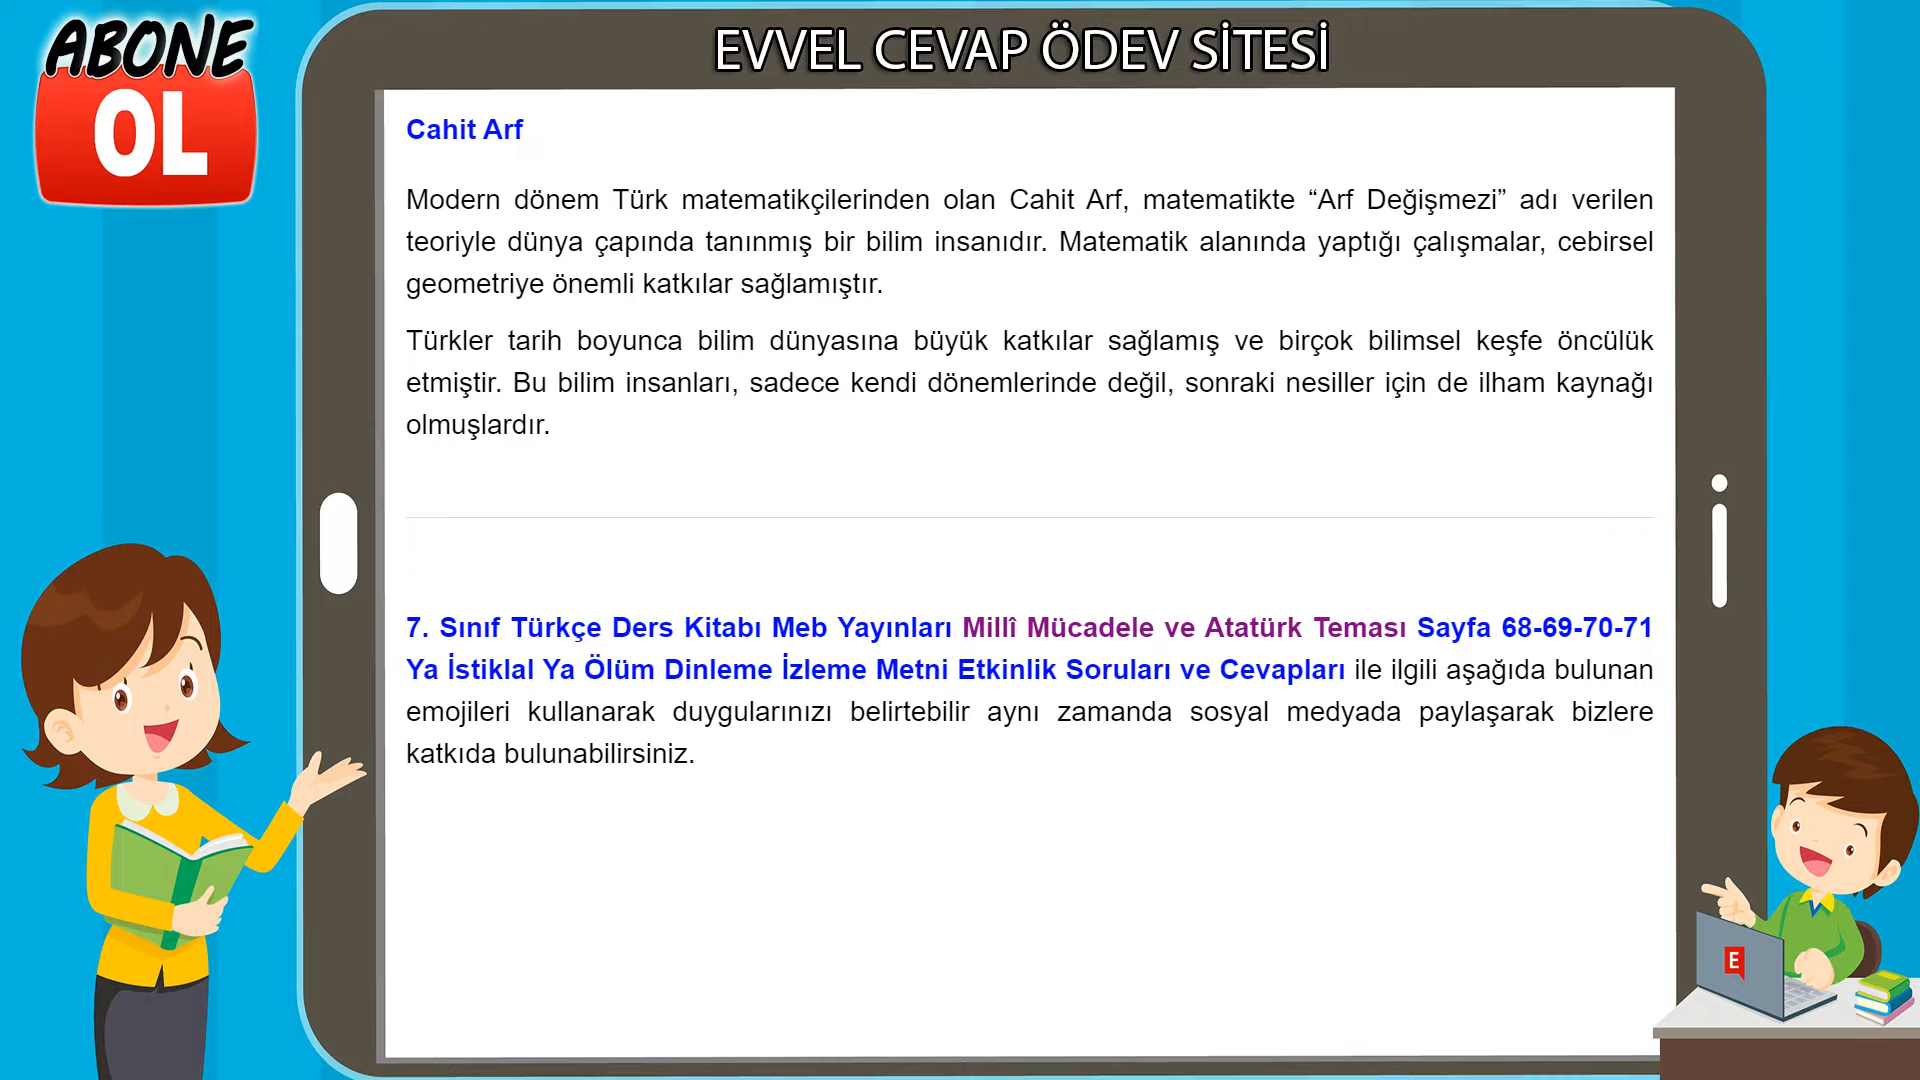 ABONE
OL
EVVEL CEVAP ÖDEV SİTESİ
Cahit Arf
Modern dönem Türk matematikçilerinden olan Cahit Arf, matematikte “Arf Değişmezi” adı verilen
teoriyle dünya çapında tanınmış bir bilim insanıdır. Matematik alanında yaptığı çalışmalar, cebirsel
geometriye önemli katkılar sağlamıştır.
Türkler tarih boyunca bilim dünyasına büyük katkılar sağlamış ve birçok bilimsel keşfe öncülük
etmiştir. Bu bilim insanları, sadece kendi dönemlerinde değil, sonraki nesiller için de ilham kaynağı
olmuşlardır.
7. Sınıf Türkçe Ders Kitabı Meb Yayınları Millî Mücadele ve Atatürk Teması Sayfa 68-69-70-71
Ya İstiklal Ya Ölüm Dinleme İzleme Metni Etkinlik Soruları ve Cevapları ile ilgili aşağıda bulunan
emojileri kullanarak duygularınızı belirtebilir aynı zamanda sosyal medyada paylaşarak bizlere
katkıda bulunabilirsiniz.
E